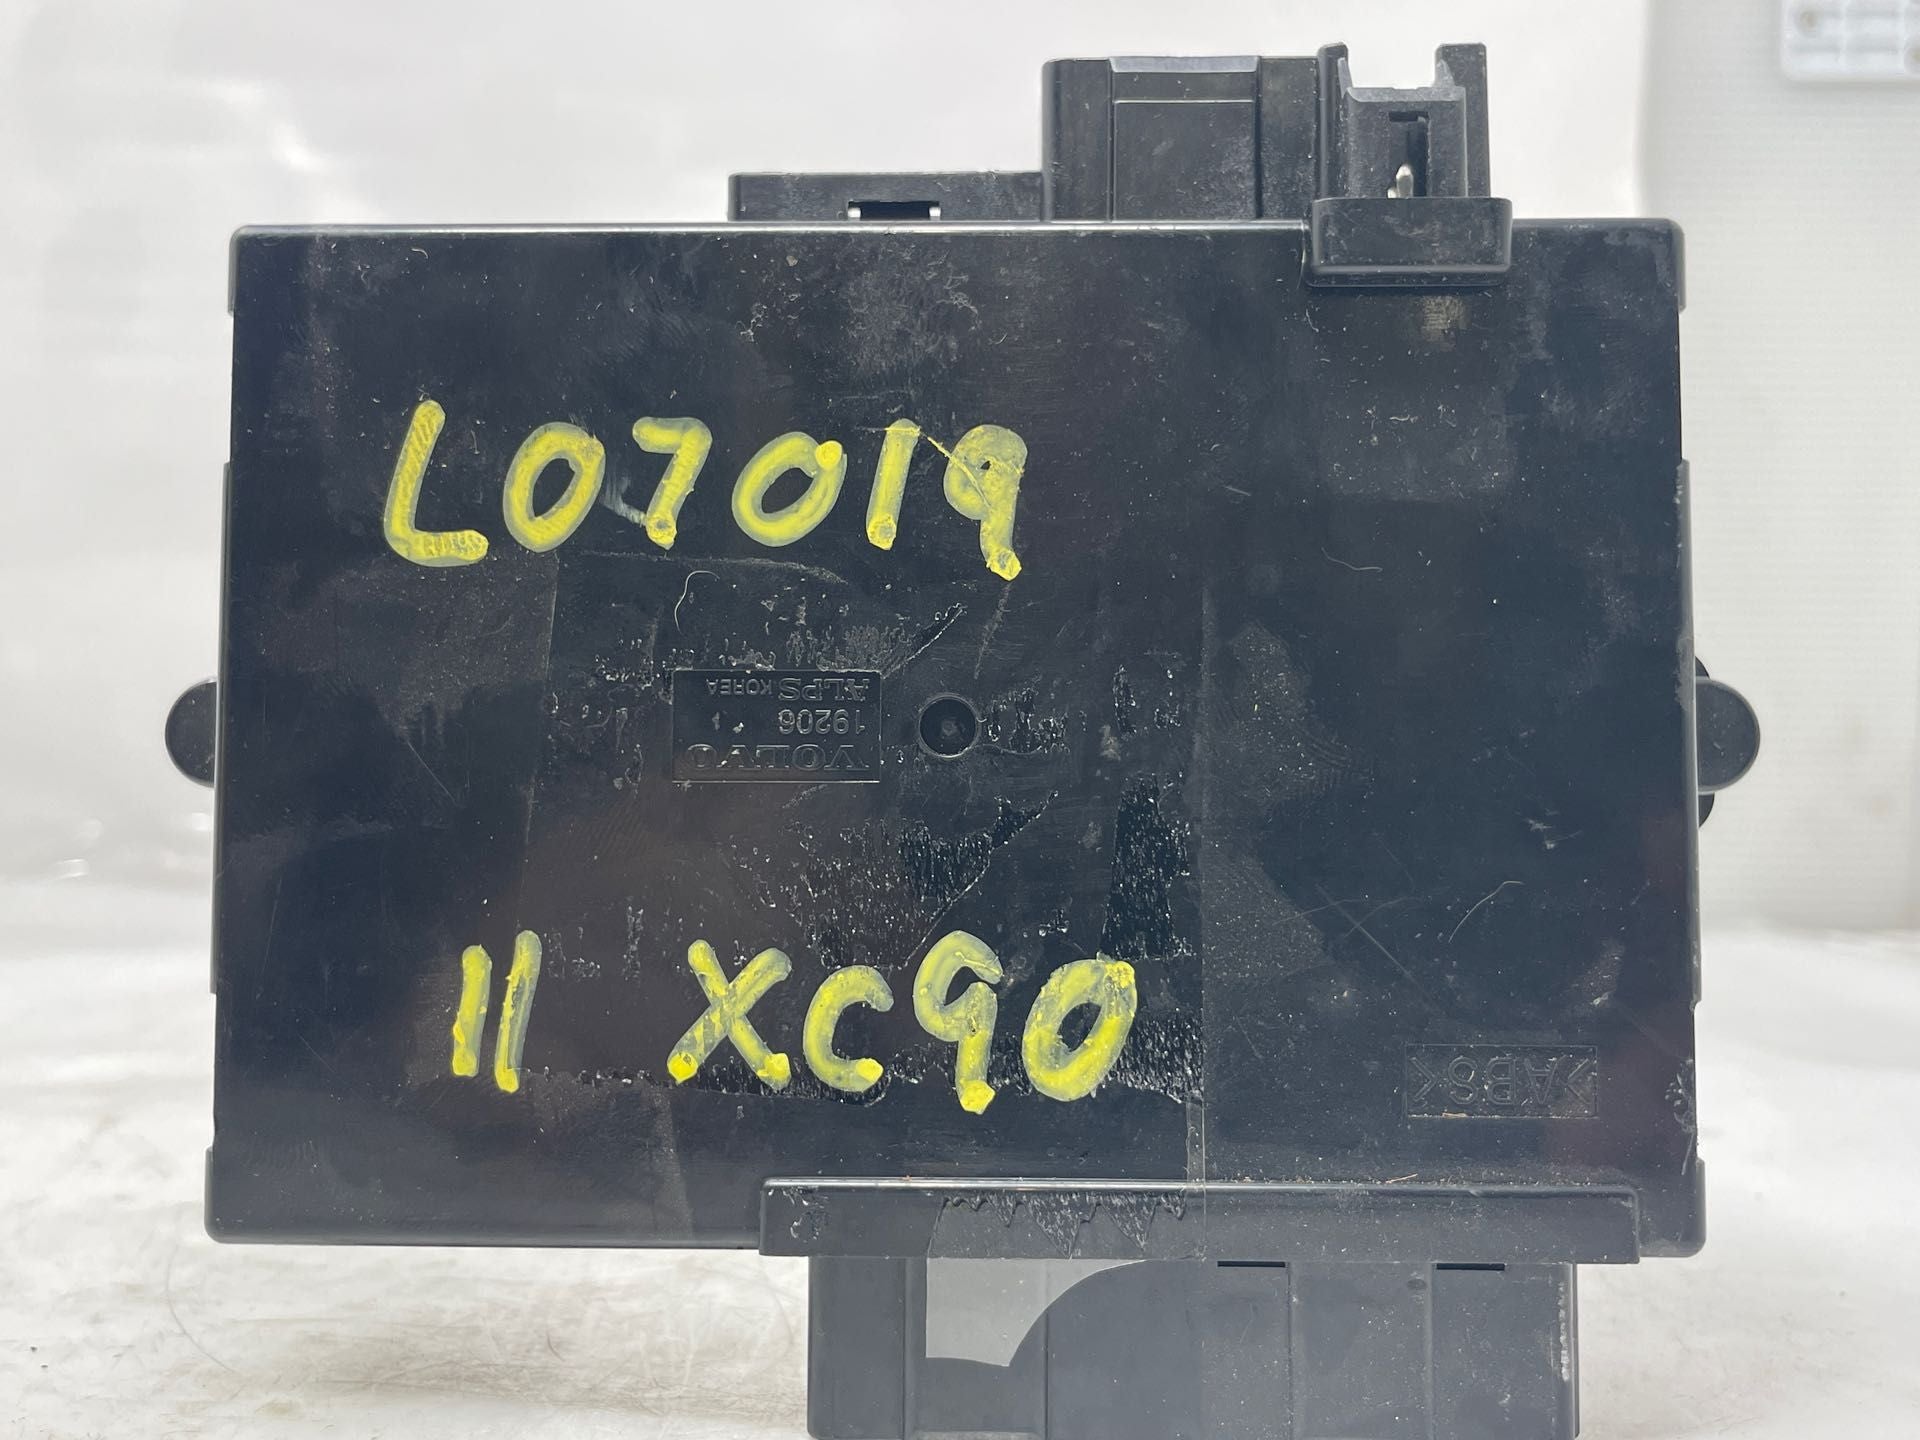 L07019
VOLVO
19206
ALPS KOREA
11 XC90
>ABS<